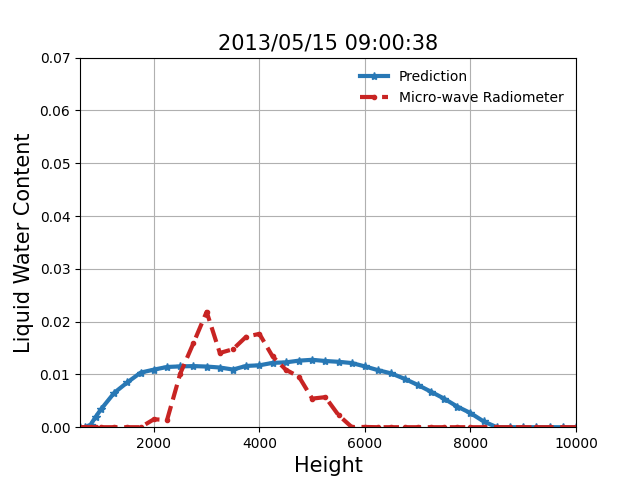 2013/05/15 09:00:38
Prediction
Micro-wave Radiometer
Liquid Water Content
0.07
0.06
0.05
0.04
0.03
0.02
0.01
0.00
2000 4000 6000 8000 10000
Height